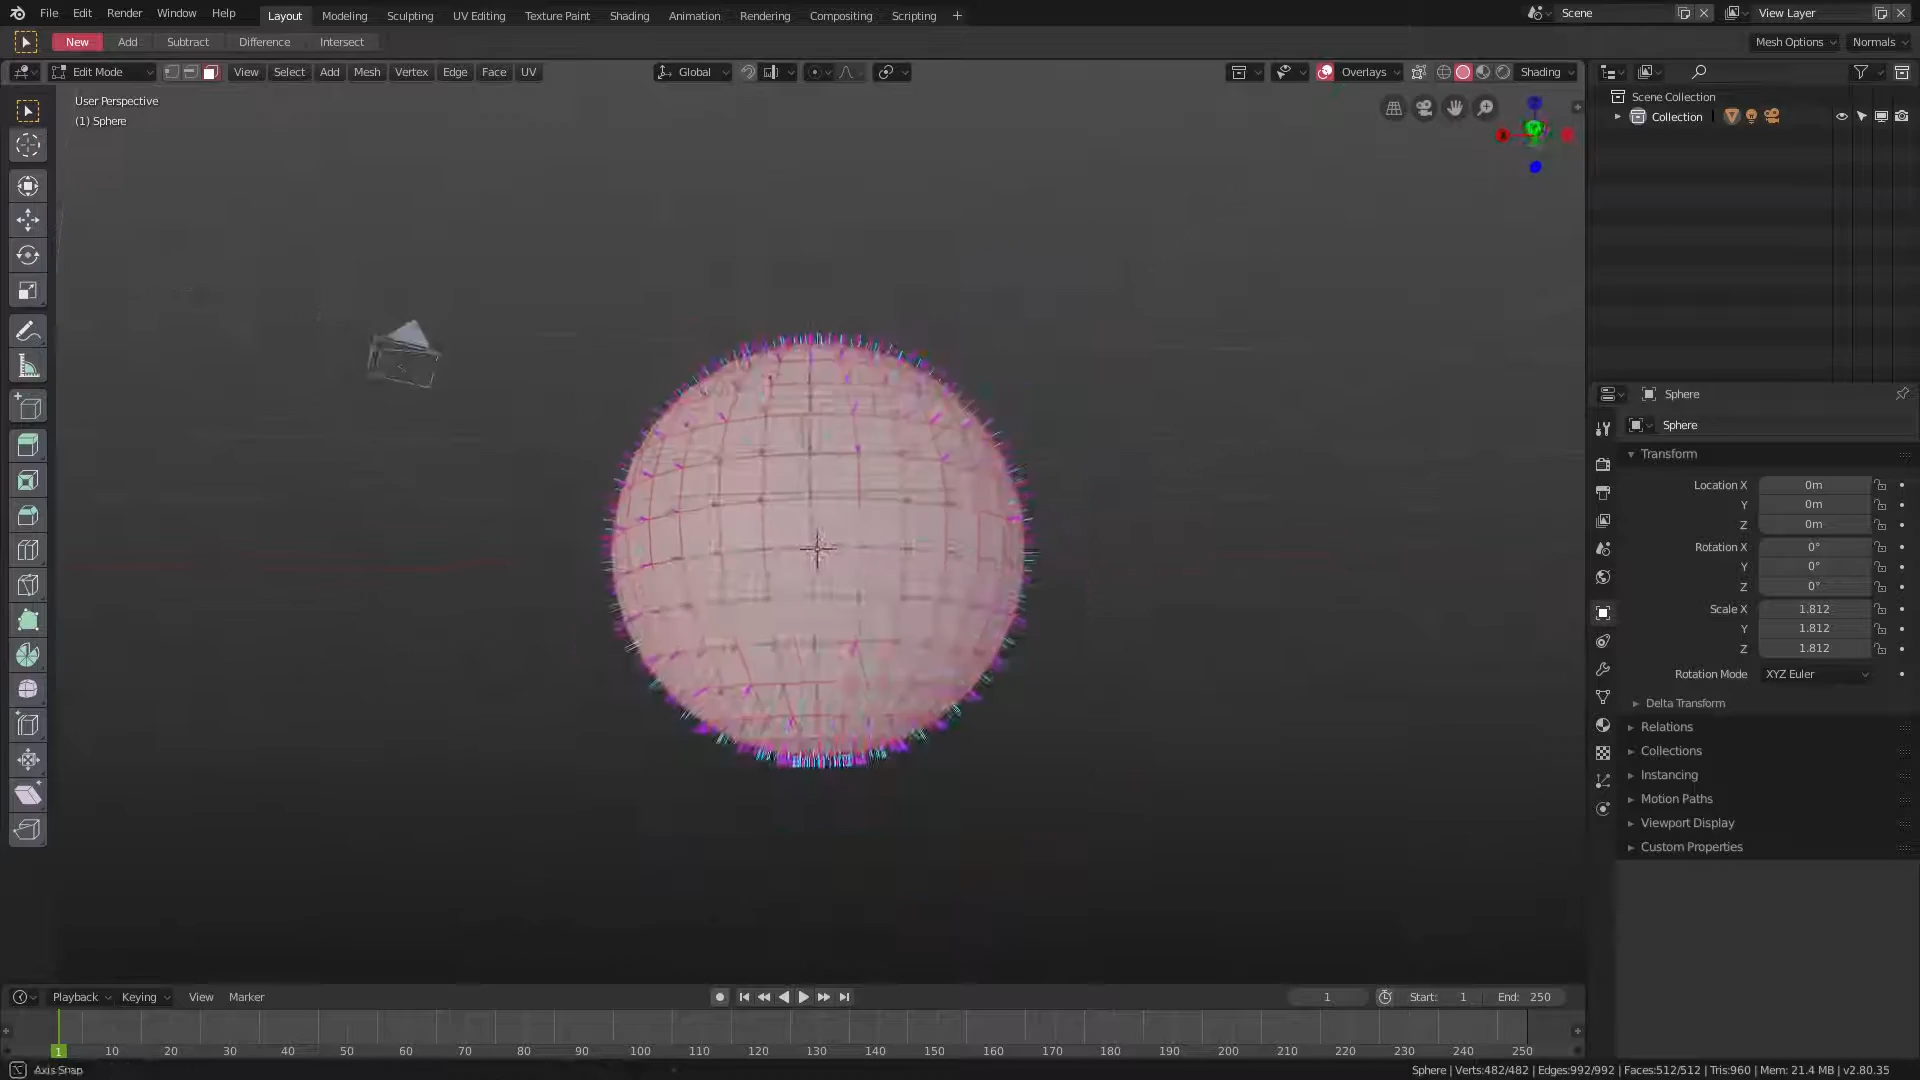 File Edit Render Window Help Layout Modeling Sculpting UV Editing Texture Paint Shading Animation Rendering Compositing Scripting + Scene View Layer
New Add Subtract Difference Intersect Mesh Options Normals
Edit Mode View Select Add Mesh Vertex Edge Face UV Global Overlays Shading
User Perspective
(1) Sphere
Scene Collection
Collection
Sphere
Sphere
Transform
Location X 0m
Y 0m
Z 0m
Rotation X 0°
Y 0°
Z 0°
Scale X 1.812
Y 1.812
Z 1.812
Rotation Mode XYZ Euler
Delta Transform
Relations
Collections
Instancing
Motion Paths
Viewport Display
Custom Properties
Playback Keying View Marker 1 Start: 1 End: 250
1 10 20 30 40 50 60 70 80 90 100 110 120 130 140 150 160 170 180 190 200 210 220 230 240 250
Axis Snap Sphere | Verts:482/482 | Edges:992/992 | Faces:512/512 | Tris:960 | Mem: 21.4 MB | v2.80.35